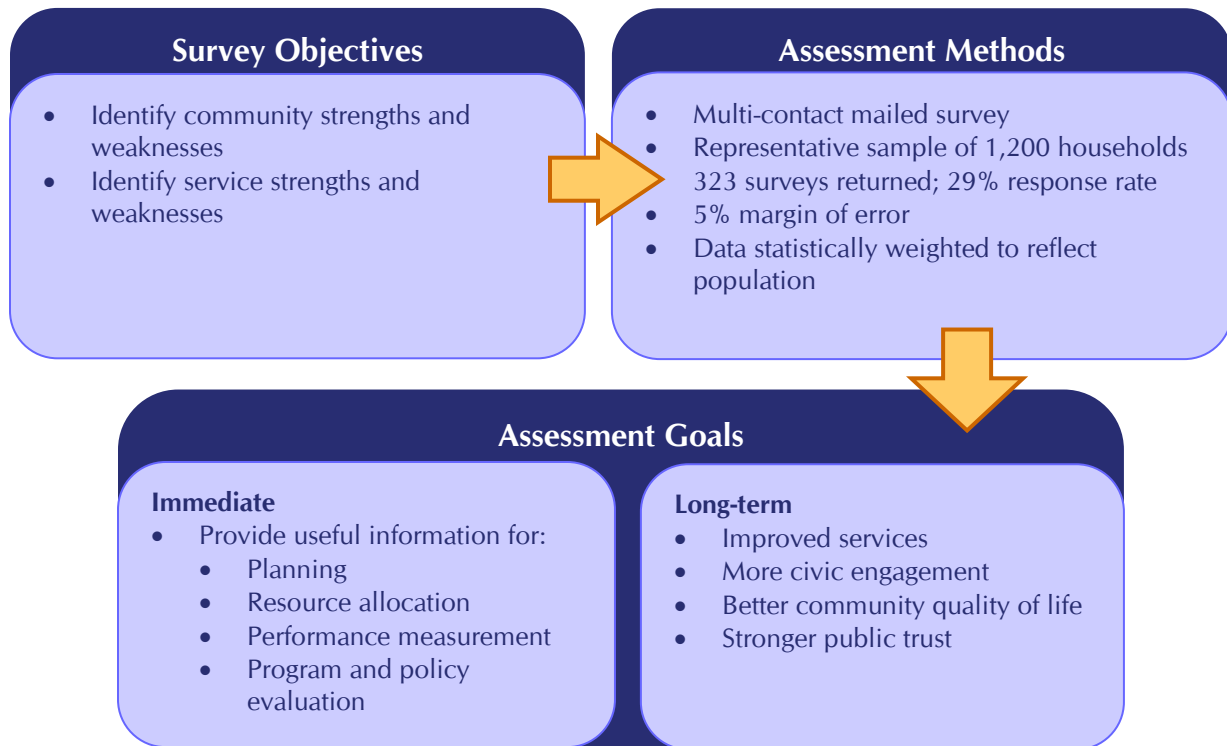 Survey Objectives
• Identify community strengths and
weaknesses
• Identify service strengths and
weaknesses
Assessment Methods
• Multi-contact mailed survey
• Representative sample of 1,200 households
323 surveys returned; 29% response rate
• 5% margin of error
• Data statistically weighted to reflect
population
Assessment Goals
Immediate
• Provide useful information for:
• Planning
• Resource allocation
• Performance measurement
• Program and policy
evaluation
Long-term
• Improved services
• More civic engagement
• Better community quality of life
• Stronger public trust